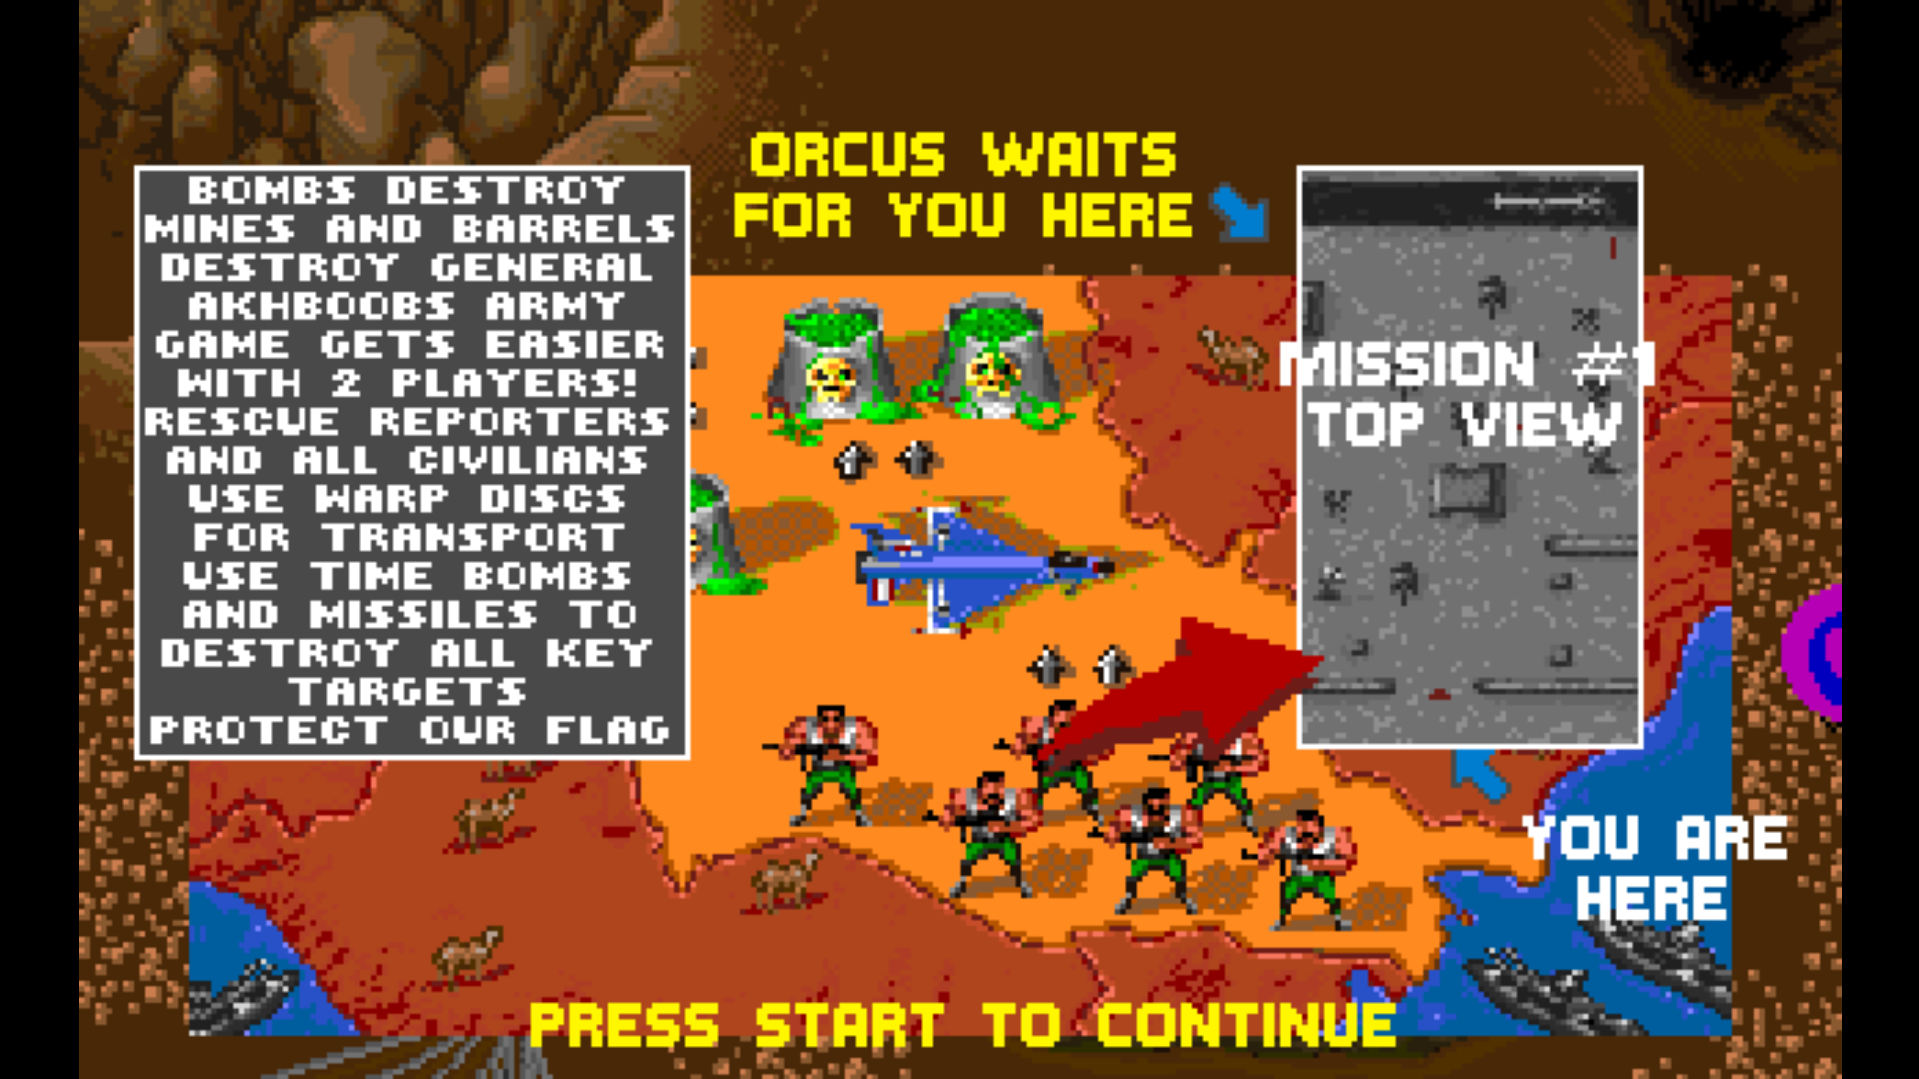 ORCUS WAITS
FOR YOU HERE
BOMBS DESTROY
MINES AND BARRELS
DESTROY GENERAL
AKHBOOBS ARMY
GAME GETS EASIER
WITH 2 PLAYERS!
RESCUE REPORTERS
AND ALL CIVILIANS
USE WARP DISCS
FOR TRANSPORT
USE TIME BOMBS
AND MISSILES TO
DESTROY ALL KEY
TARGETS
PROTECT OUR FLAG
MISSION #1
TOP VIEW
YOU ARE
HERE
PRESS START TO CONTINUE